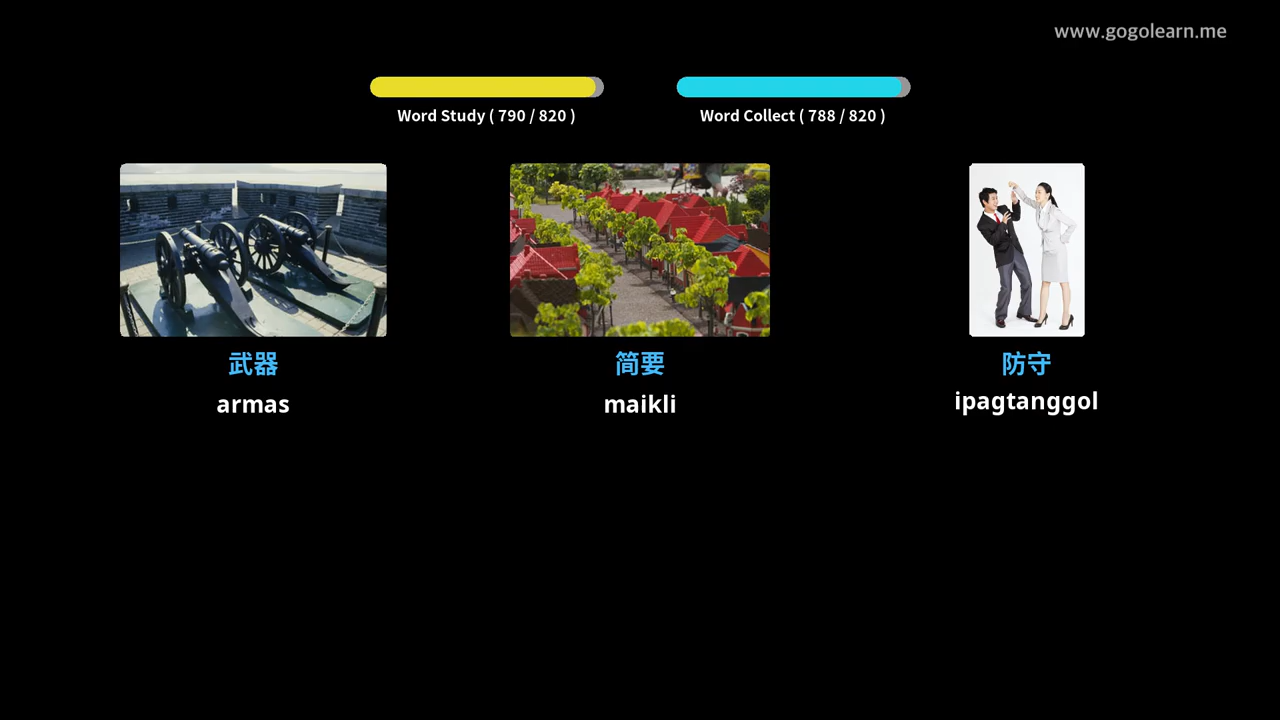 www.gogolearn.me
Word Study ( 790 / 820 )
Word Collect ( 788 / 820 )
武器
简要
防守
armas
maikli
ipagtanggol